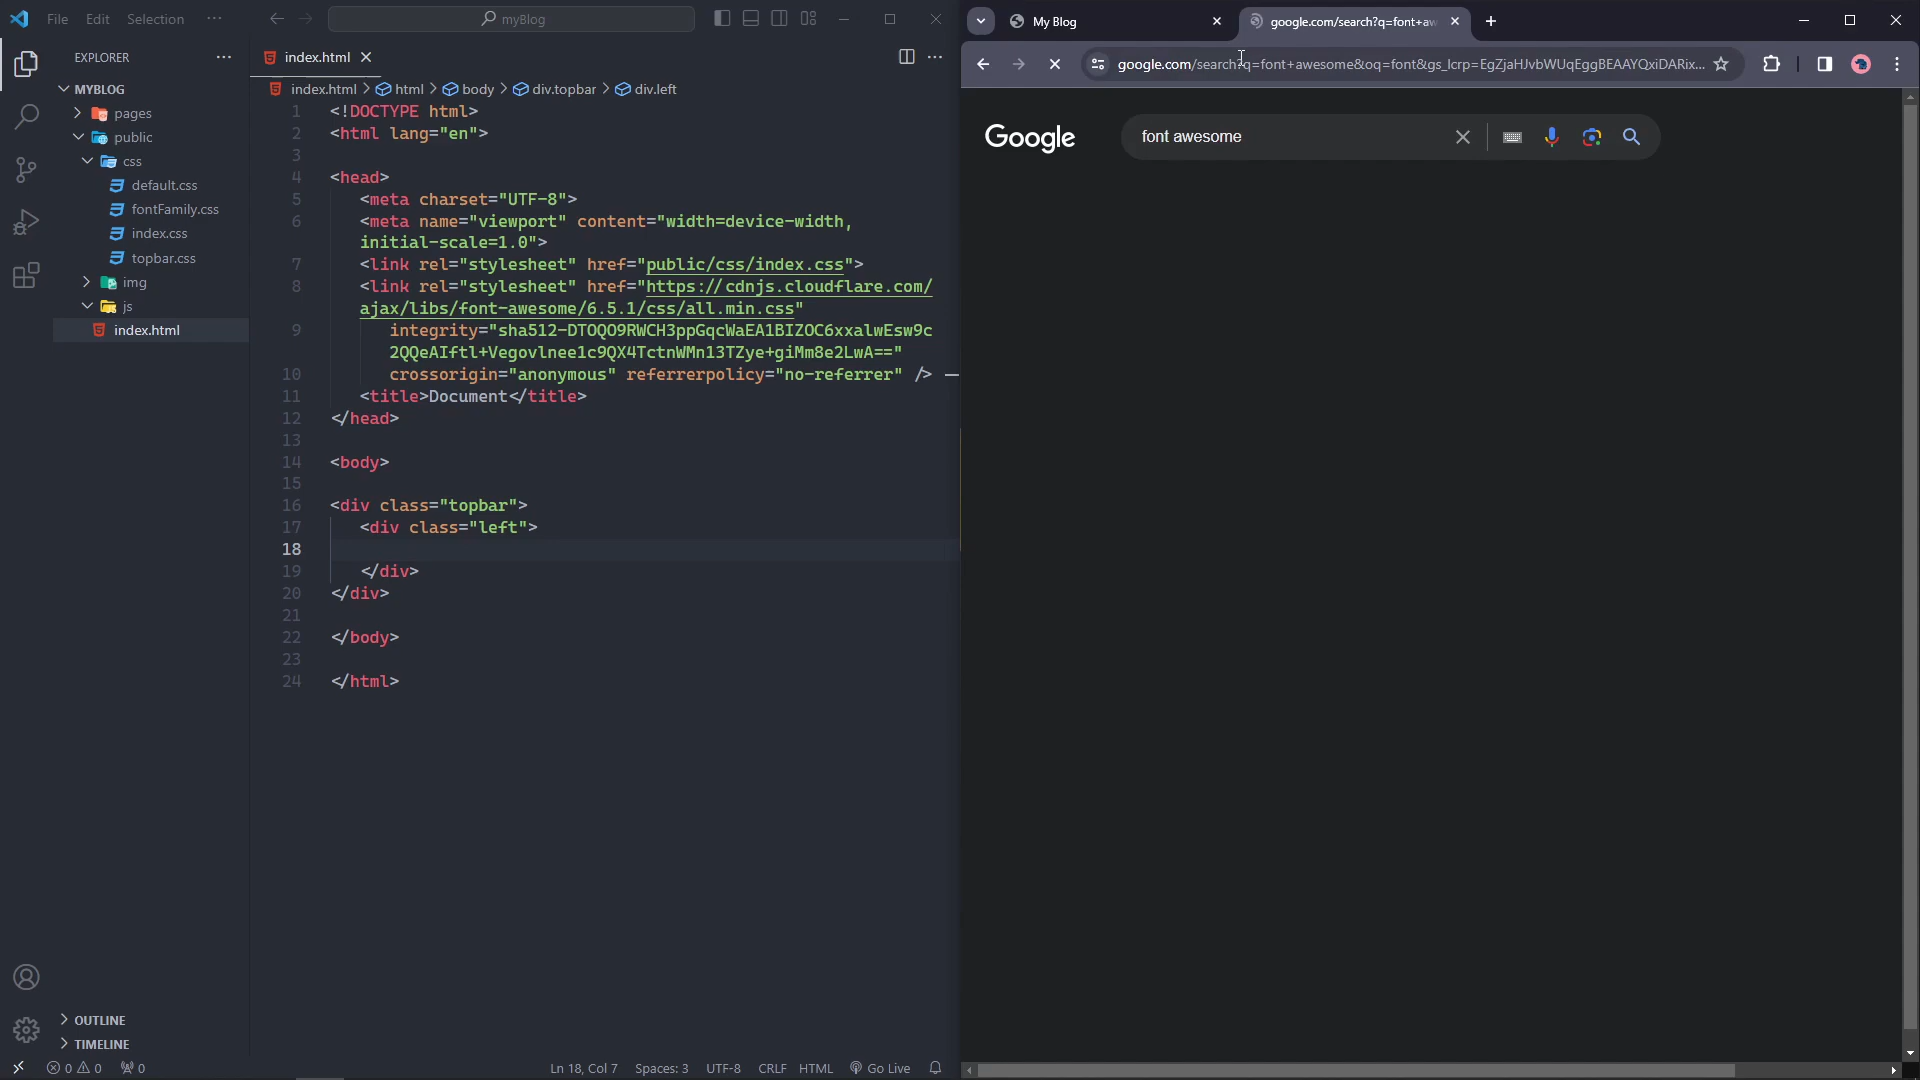 File Edit Selection ···
myBlog
EXPLORER ···
MYBLOG
pages
public
css
default.css
fontFamily.css
index.css
topbar.css
img
js
index.html
OUTLINE
TIMELINE
index.html
index.html > html > body > div.topbar > div.left
1 <!DOCTYPE html>
2 <html lang="en">
3
4 <head>
5 <meta charset="UTF-8">
6 <meta name="viewport" content="width=device-width,
initial-scale=1.0">
7 <link rel="stylesheet" href="public/css/index.css">
8 <link rel="stylesheet" href="https://cdnjs.cloudflare.com/
ajax/libs/font-awesome/6.5.1/css/all.min.css"
9 integrity="sha512-DTOQO9RWCH3ppGqcWaEA1BIZOC6xxalwEsw9c
2QQeAIftl+Vegovlnee1c9QX4TctnWMn13TZye+giMm8e2LwA=="
10 crossorigin="anonymous" referrerpolicy="no-referrer" />
11 <title>Document</title>
12 </head>
13
14 <body>
15
16 <div class="topbar">
17 <div class="left">
18
19 </div>
20 </div>
21
22 </body>
23
24 </html>
0 0 0
Ln 18, Col 7 Spaces: 3 UTF-8 CRLF HTML Go Live
My Blog
google.com/search?q=font+aw
google.com/search?q=font+awesome&oq=font&gs_lcrp=EgZjaHJvbWUqEggBEAAYQxiDARix...
Google
font awesome